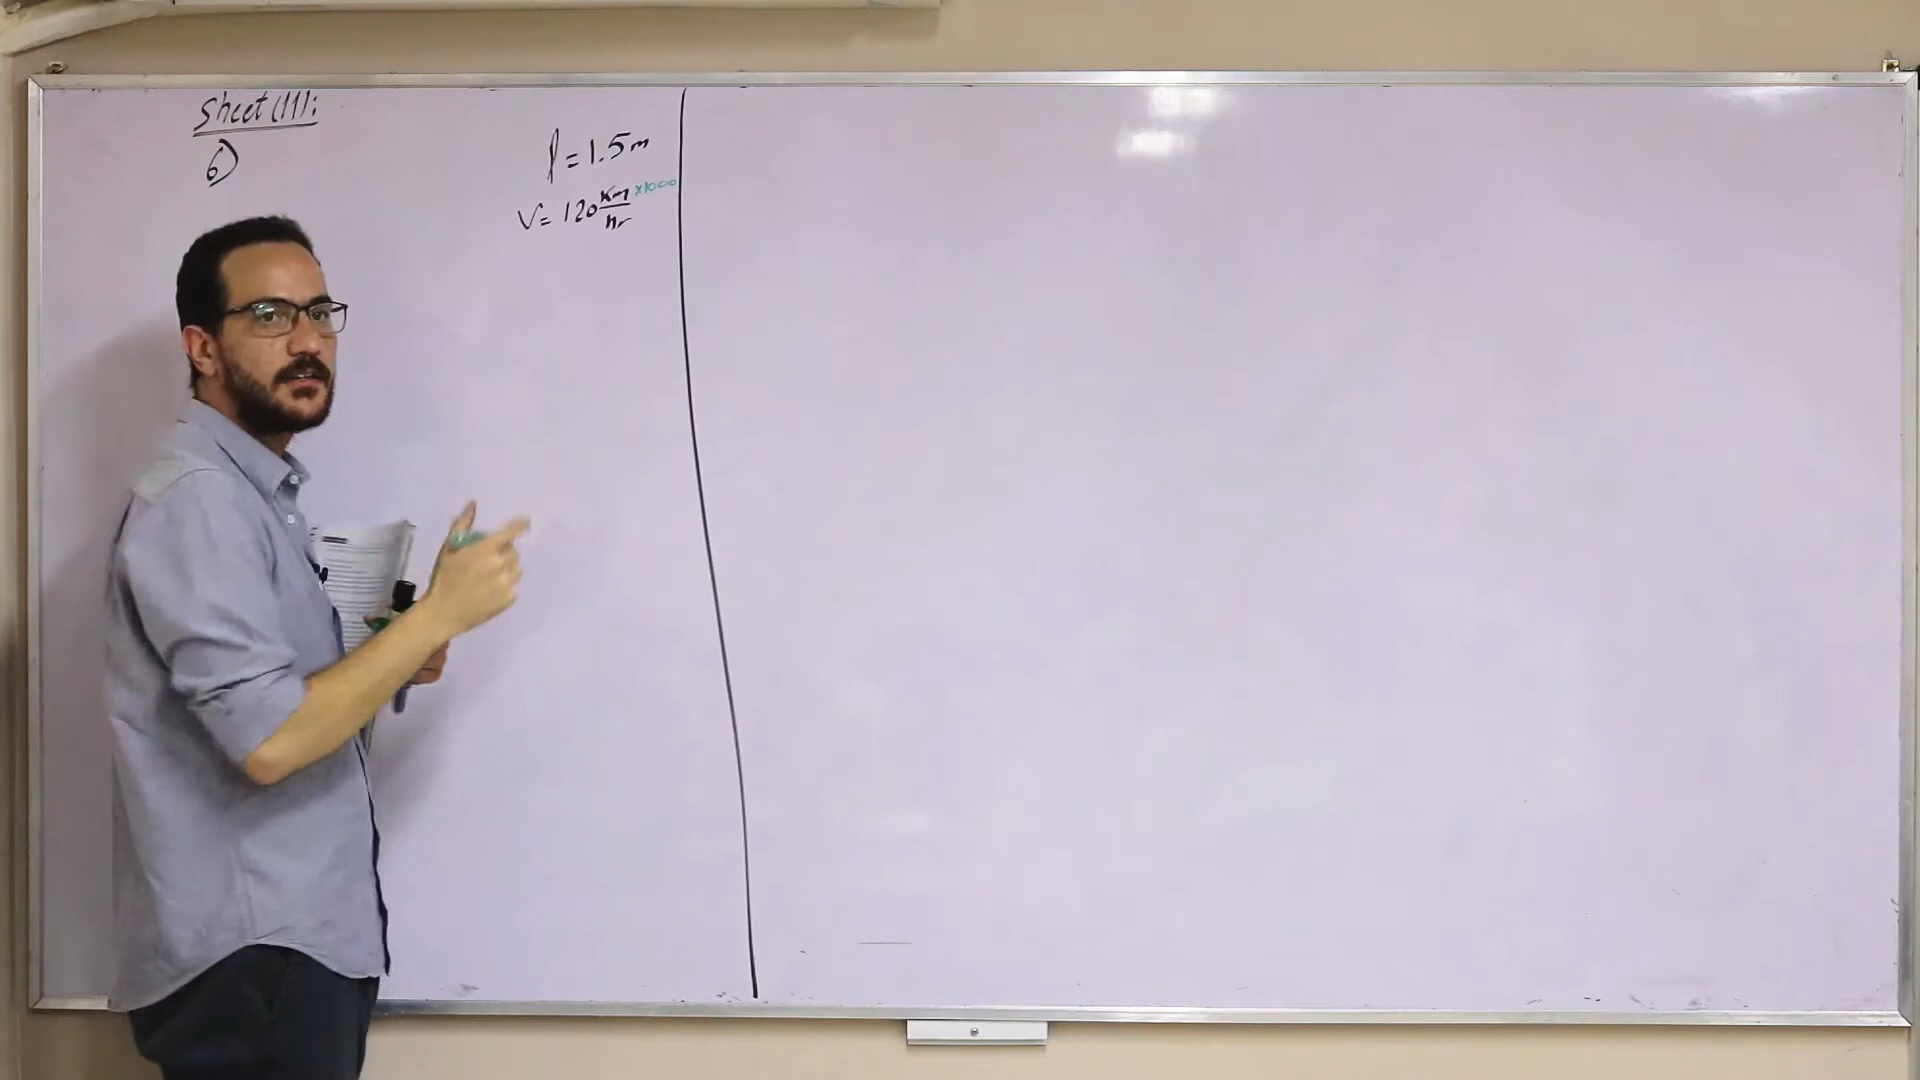 Sheet (11):
6)
l = 1.5 m
V = 120 Km/hr ×1000